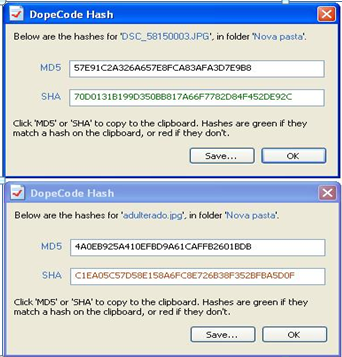 DopeCode Hash
Below are the hashes for 'DSC_58150003.JPG', in folder 'Nova pasta'.
MD5 57E91C2A326A657E8FCA83AFA3D7E9B8
SHA 70D0131B199D350BB817A66F7782D84F452DE92C
Click 'MD5' or 'SHA' to copy to the clipboard. Hashes are green if they
match a hash on the clipboard, or red if they don't.
Save... OK
DopeCode Hash
Below are the hashes for 'adulterado.jpg', in folder 'Nova pasta'.
MD5 4A0EB925A410EFBD9A61CAFFB2601BDB
SHA C1EA05C57D58E158A6FC8E726B38F352BFBA5D0F
Click 'MD5' or 'SHA' to copy to the clipboard. Hashes are green if they
match a hash on the clipboard, or red if they don't.
Save... OK